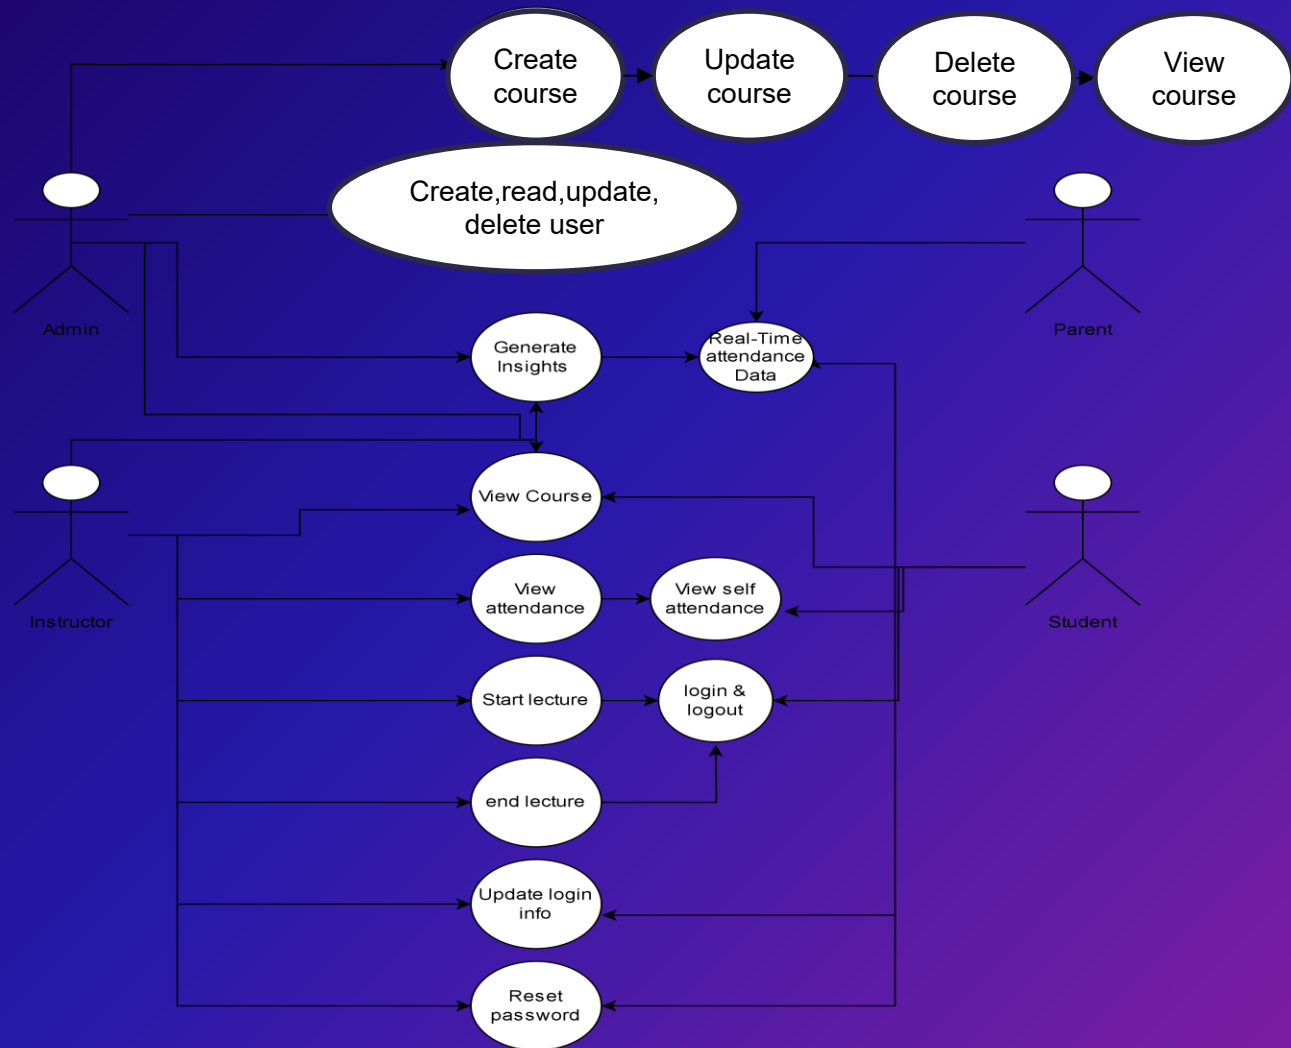 Create
course
Update
course
Delete
course
View
course
Create,read,update,
delete user
Admin
Parent
Generate
Insights
Real-Time
attendance
Data
View Course
Instructor
Student
View
attendance
View self
attendance
Start lecture
login &
logout
end lecture
Update login
info
Reset
password